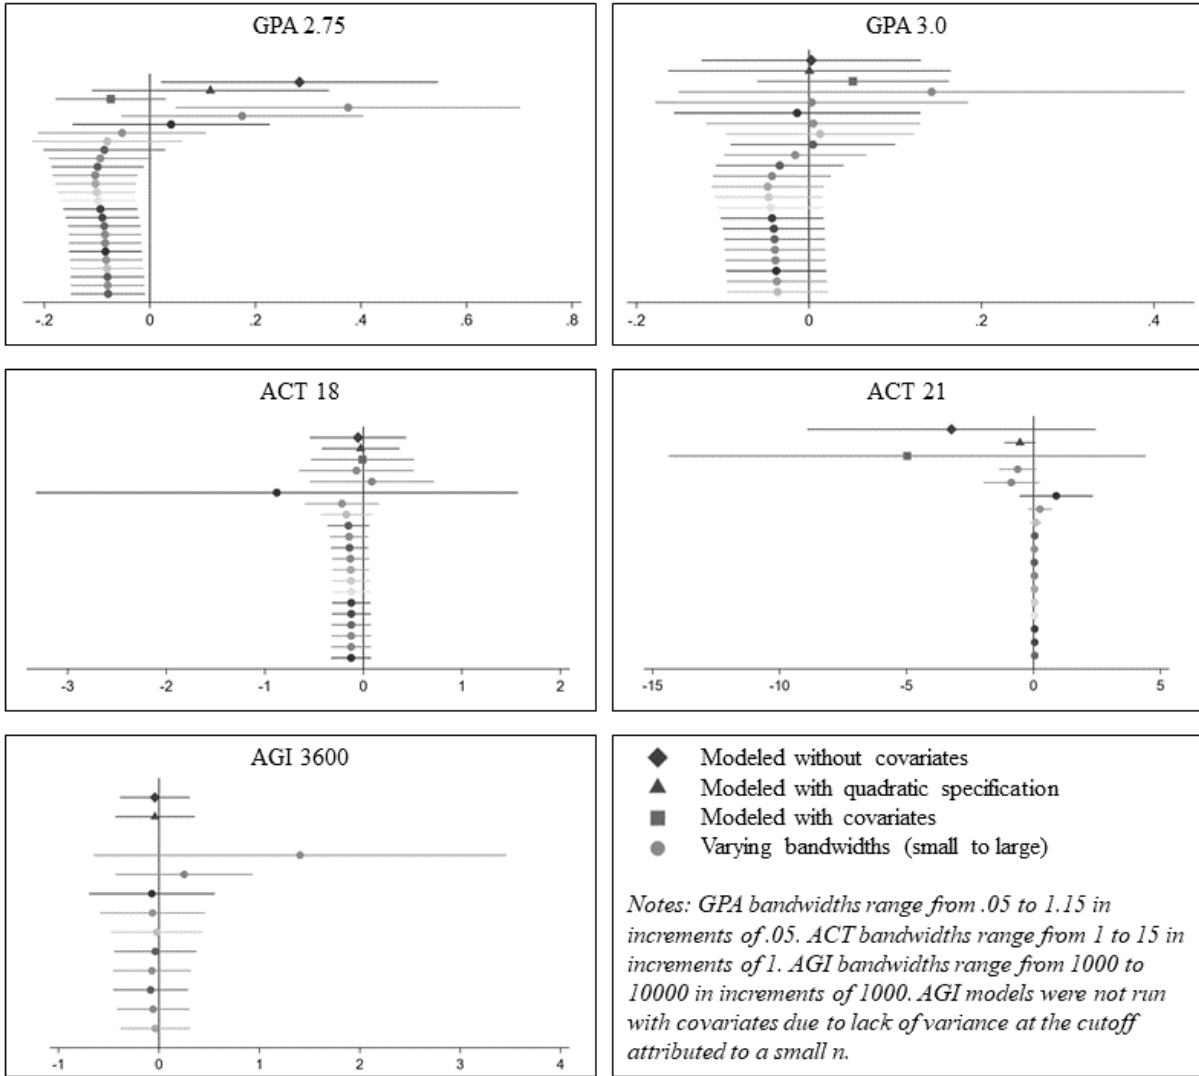 GPA 2.75
-.2 0 .2 .4 .6 .8
GPA 3.0
-.2 0 .2 .4
ACT 18
-3 -2 -1 0 1 2
ACT 21
-15 -10 -5 0 5
AGI 3600
-1 0 1 2 3 4
Modeled without covariates
Modeled with quadratic specification
Modeled with covariates
Varying bandwidths (small to large)
Notes: GPA bandwidths range from .05 to 1.15 in
increments of .05. ACT bandwidths range from 1 to 15 in
increments of 1. AGI bandwidths range from 1000 to
10000 in increments of 1000. AGI models were not run
with covariates due to lack of variance at the cutoff
attributed to a small n.